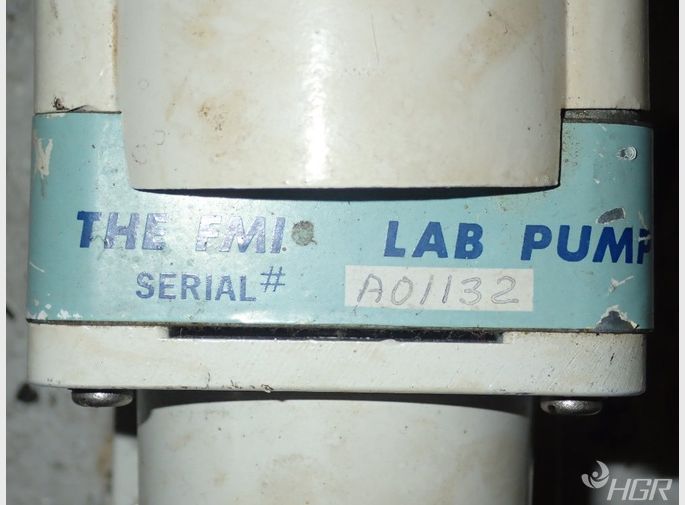 THE FMI LAB PUMP
SERIAL# A01132
HGR